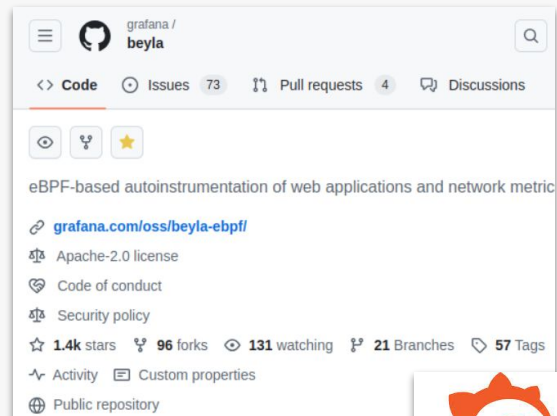 grafana /
beyla
Code Issues 73 Pull requests 4 Discussions
eBPF-based autoinstrumentation of web applications and network metric
grafana.com/oss/beyla-ebpf/
Apache-2.0 license
Code of conduct
Security policy
1.4k stars 96 forks 131 watching 21 Branches 57 Tags
Activity Custom properties
Public repository